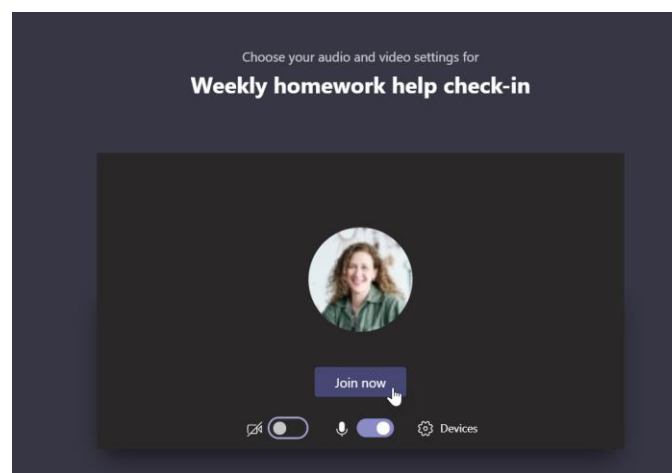 Choose your audio and video settings for
Weekly homework help check-in
Join now
Devices